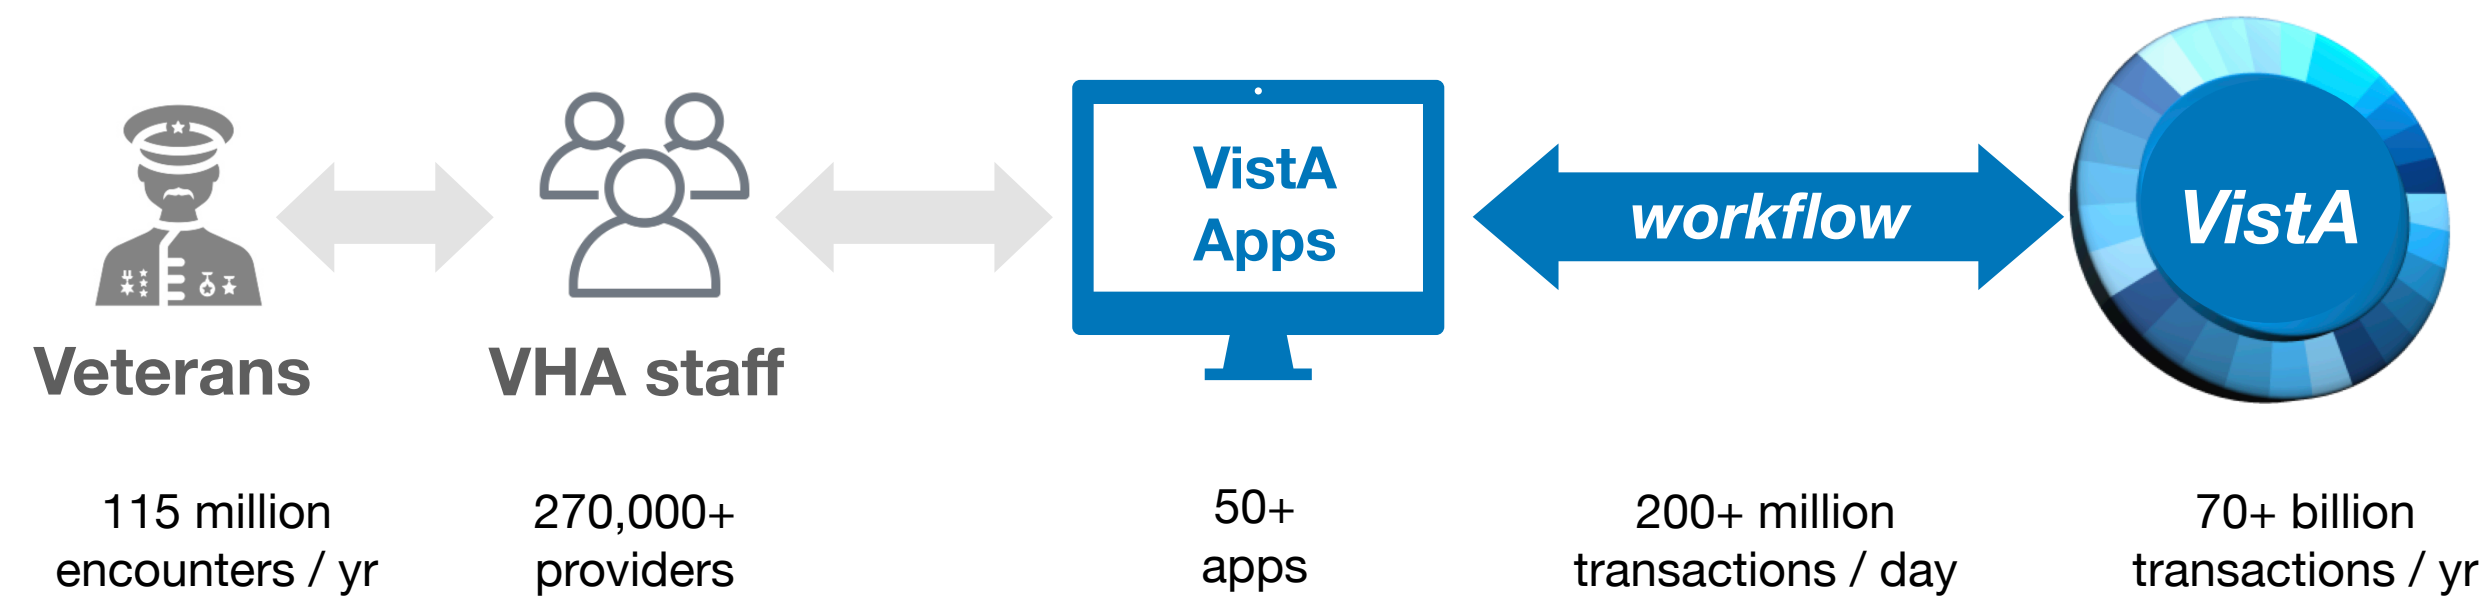 VistA
Apps
workflow
VistA
Veterans
VHA staff
115 million
encounters / yr
270,000+
providers
50+
apps
200+ million
transactions / day
70+ billion
transactions / yr